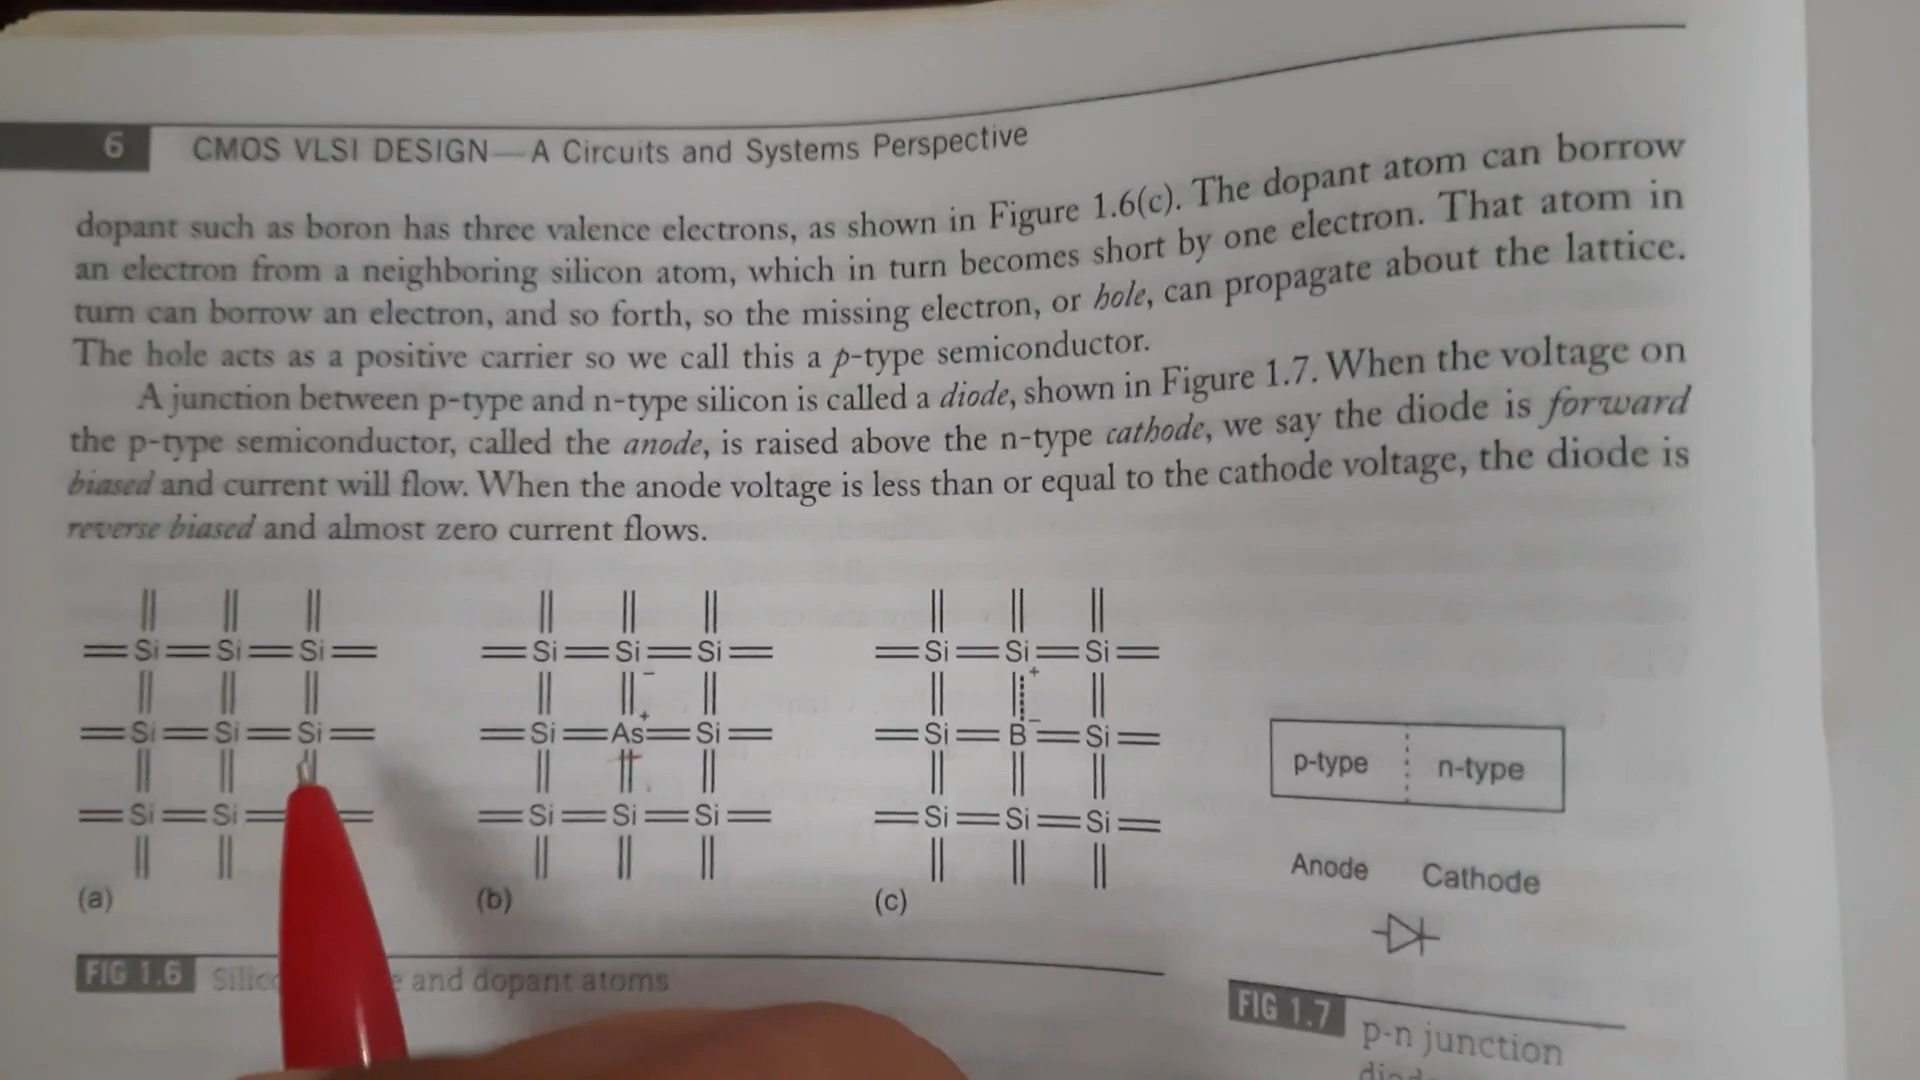 6 CMOS VLSI DESIGN—A Circuits and Systems Perspective
dopant such as boron has three valence electrons, as shown in Figure 1.6(c). The dopant atom can borrow
an electron from a neighboring silicon atom, which in turn becomes short by one electron. That atom in
turn can borrow an electron, and so forth, so the missing electron, or hole, can propagate about the lattice.
The hole acts as a positive carrier so we call this a p-type semiconductor.
A junction between p-type and n-type silicon is called a diode, shown in Figure 1.7. When the voltage on
the p-type semiconductor, called the anode, is raised above the n-type cathode, we say the diode is forward
biased and current will flow. When the anode voltage is less than or equal to the cathode voltage, the diode is
reverse biased and almost zero current flows.
Si Si Si
Si Si Si
Si Si
(a)
Si Si Si
-
+
Si As Si
Si Si Si
(b)
Si Si Si
+
-
Si B Si
Si Si Si
(c)
p-type n-type
Anode Cathode
FIG 1.6 and dopant atoms
FIG 1.7 p-n junction